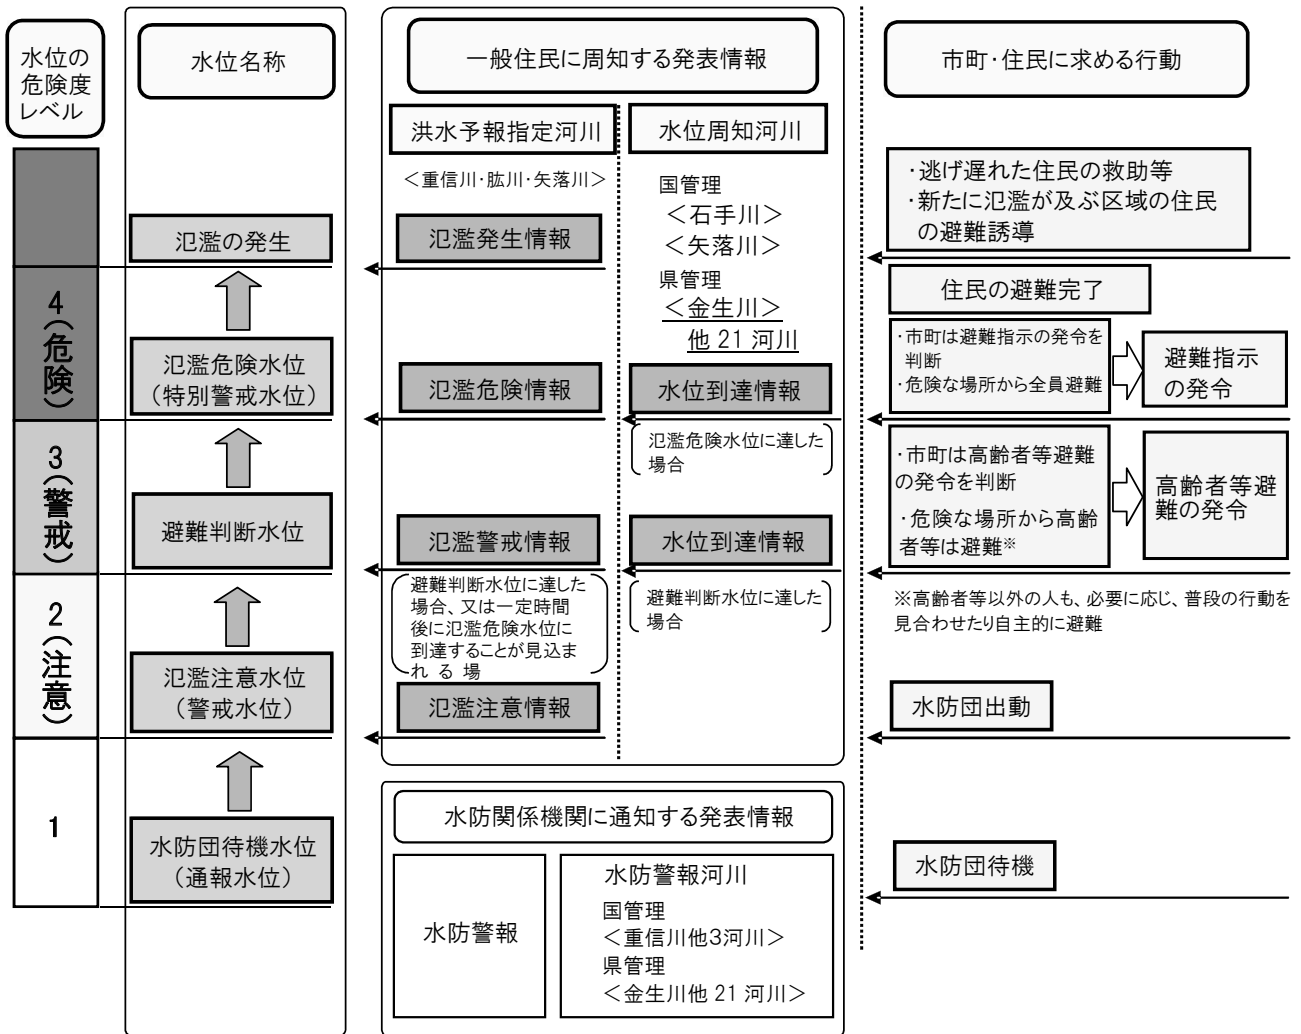 水位の
危険度
レベル
4（危険）
3（警戒）
2（注意）
1
水位名称
氾濫の発生
氾濫危険水位
（特別警戒水位）
避難判断水位
氾濫注意水位
（警戒水位）
水防団待機水位
（通報水位）
一般住民に周知する発表情報
洪水予報指定河川
＜重信川･肱川･矢落川＞
氾濫発生情報
氾濫危険情報
氾濫警戒情報
避難判断水位に達した
場合、又は一定時間
後に氾濫危険水位に
到達することが見込ま
れ る 場
氾濫注意情報
水位周知河川
国管理
＜石手川＞
＜矢落川＞
県管理
＜金生川＞
他 21 河川
水位到達情報
氾濫危険水位に達した
場合
水位到達情報
避難判断水位に達した
場合
水防関係機関に通知する発表情報
水防警報
水防警報河川
国管理
＜重信川他3河川＞
県管理
＜金生川他 21 河川＞
市町･住民に求める行動
･逃げ遅れた住民の救助等
･新たに氾濫が及ぶ区域の住民
の避難誘導
住民の避難完了
･市町は避難指示の発令を
判断
･危険な場所から全員避難
避難指示
の発令
･市町は高齢者等避難
の発令を判断
･危険な場所から高齢
者等は避難※
高齢者等避
難の発令
※高齢者等以外の人も、必要に応じ、普段の行動を
見合わせたり自主的に避難
水防団出動
水防団待機